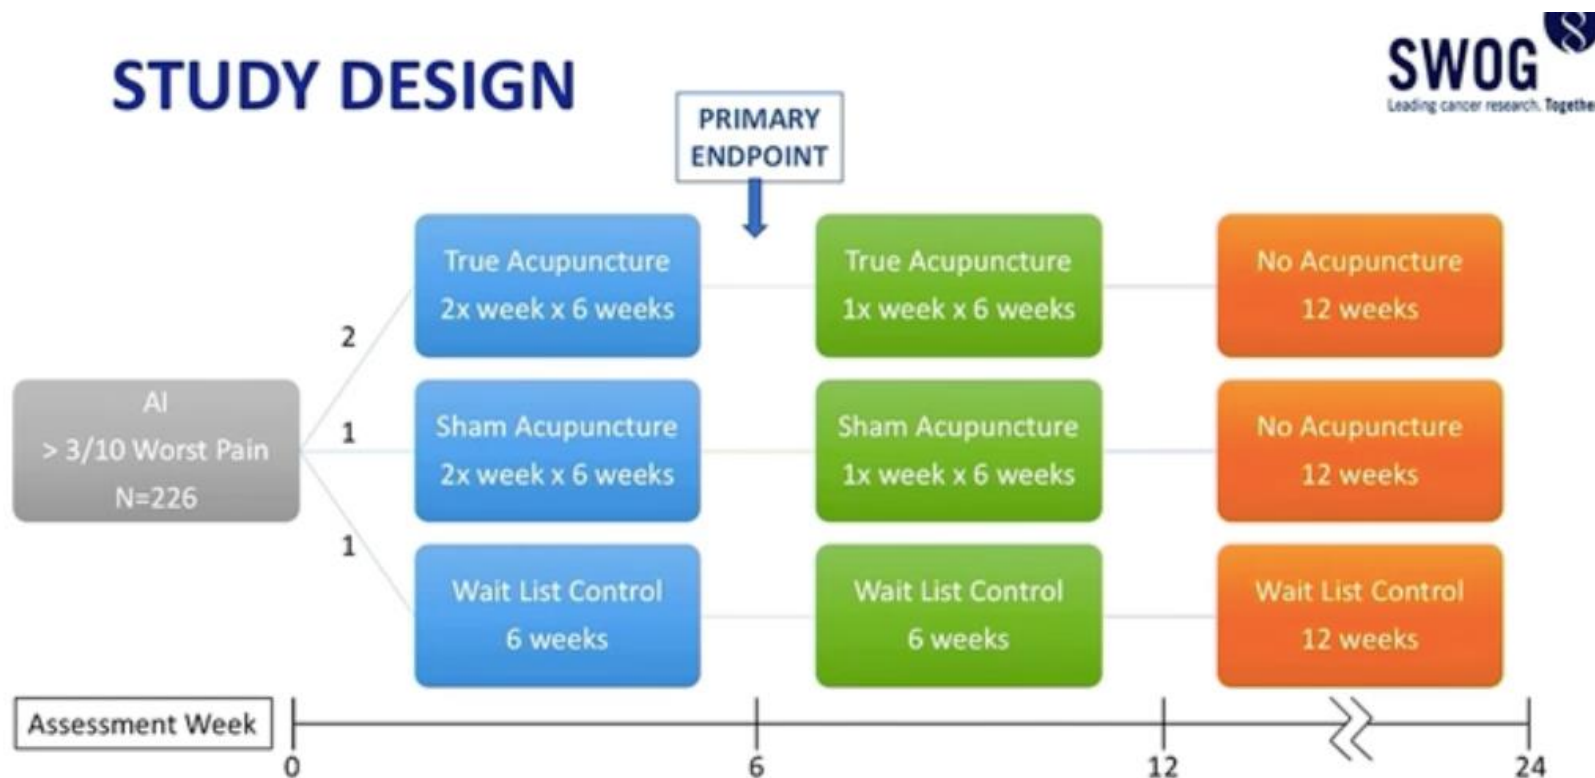 STUDY DESIGN
SWOG
Leading cancer research. Togethe
PRIMARY
ENDPOINT
True Acupuncture
2x week x 6 weeks
True Acupuncture
1x week x 6 weeks
No Acupuncture
12 weeks
2
AI
> 3/10 Worst Pain
N=226
1
Sham Acupuncture
2x week x 6 weeks
Sham Acupuncture
1x week x 6 weeks
No Acupuncture
12 weeks
1
Wait List Control
6 weeks
Wait List Control
6 weeks
Wait List Control
12 weeks
Assessment Week
0
6
12
24